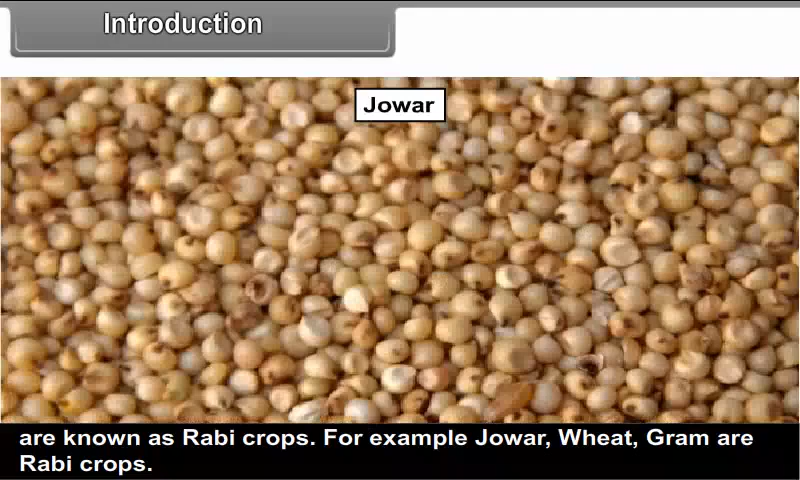 Introduction
Jowar
are known as Rabi crops. For example Jowar, Wheat, Gram are
Rabi crops.